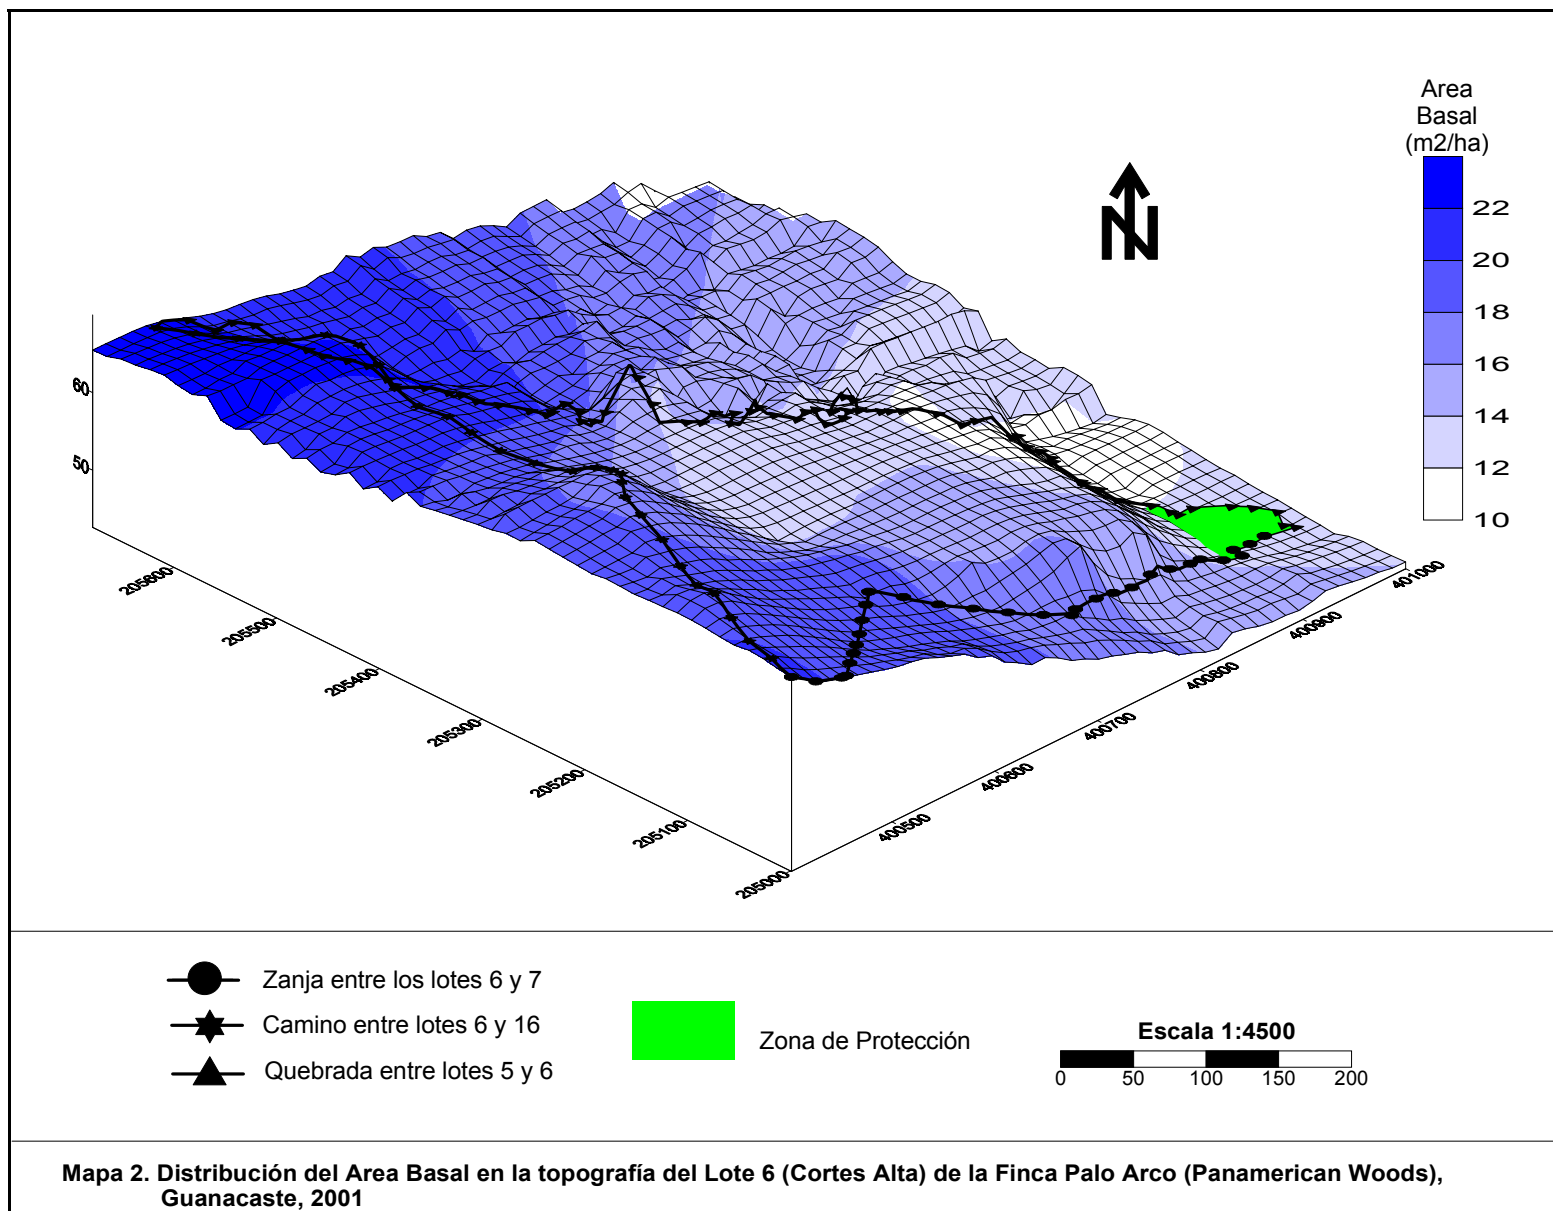 Area
Basal
(m2/ha)
22
20
18
16
14
12
10
N
60
50
205600
205500
205400
205300
205200
205100
205000
400500
400600
400700
400800
400900
401000
Zanja entre los lotes 6 y 7
Camino entre lotes 6 y 16
Quebrada entre lotes 5 y 6
Zona de Protección
Escala 1:4500
0 50 100 150 200
Mapa 2. Distribución del Area Basal en la topografía del Lote 6 (Cortes Alta) de la Finca Palo Arco (Panamerican Woods),
Guanacaste, 2001